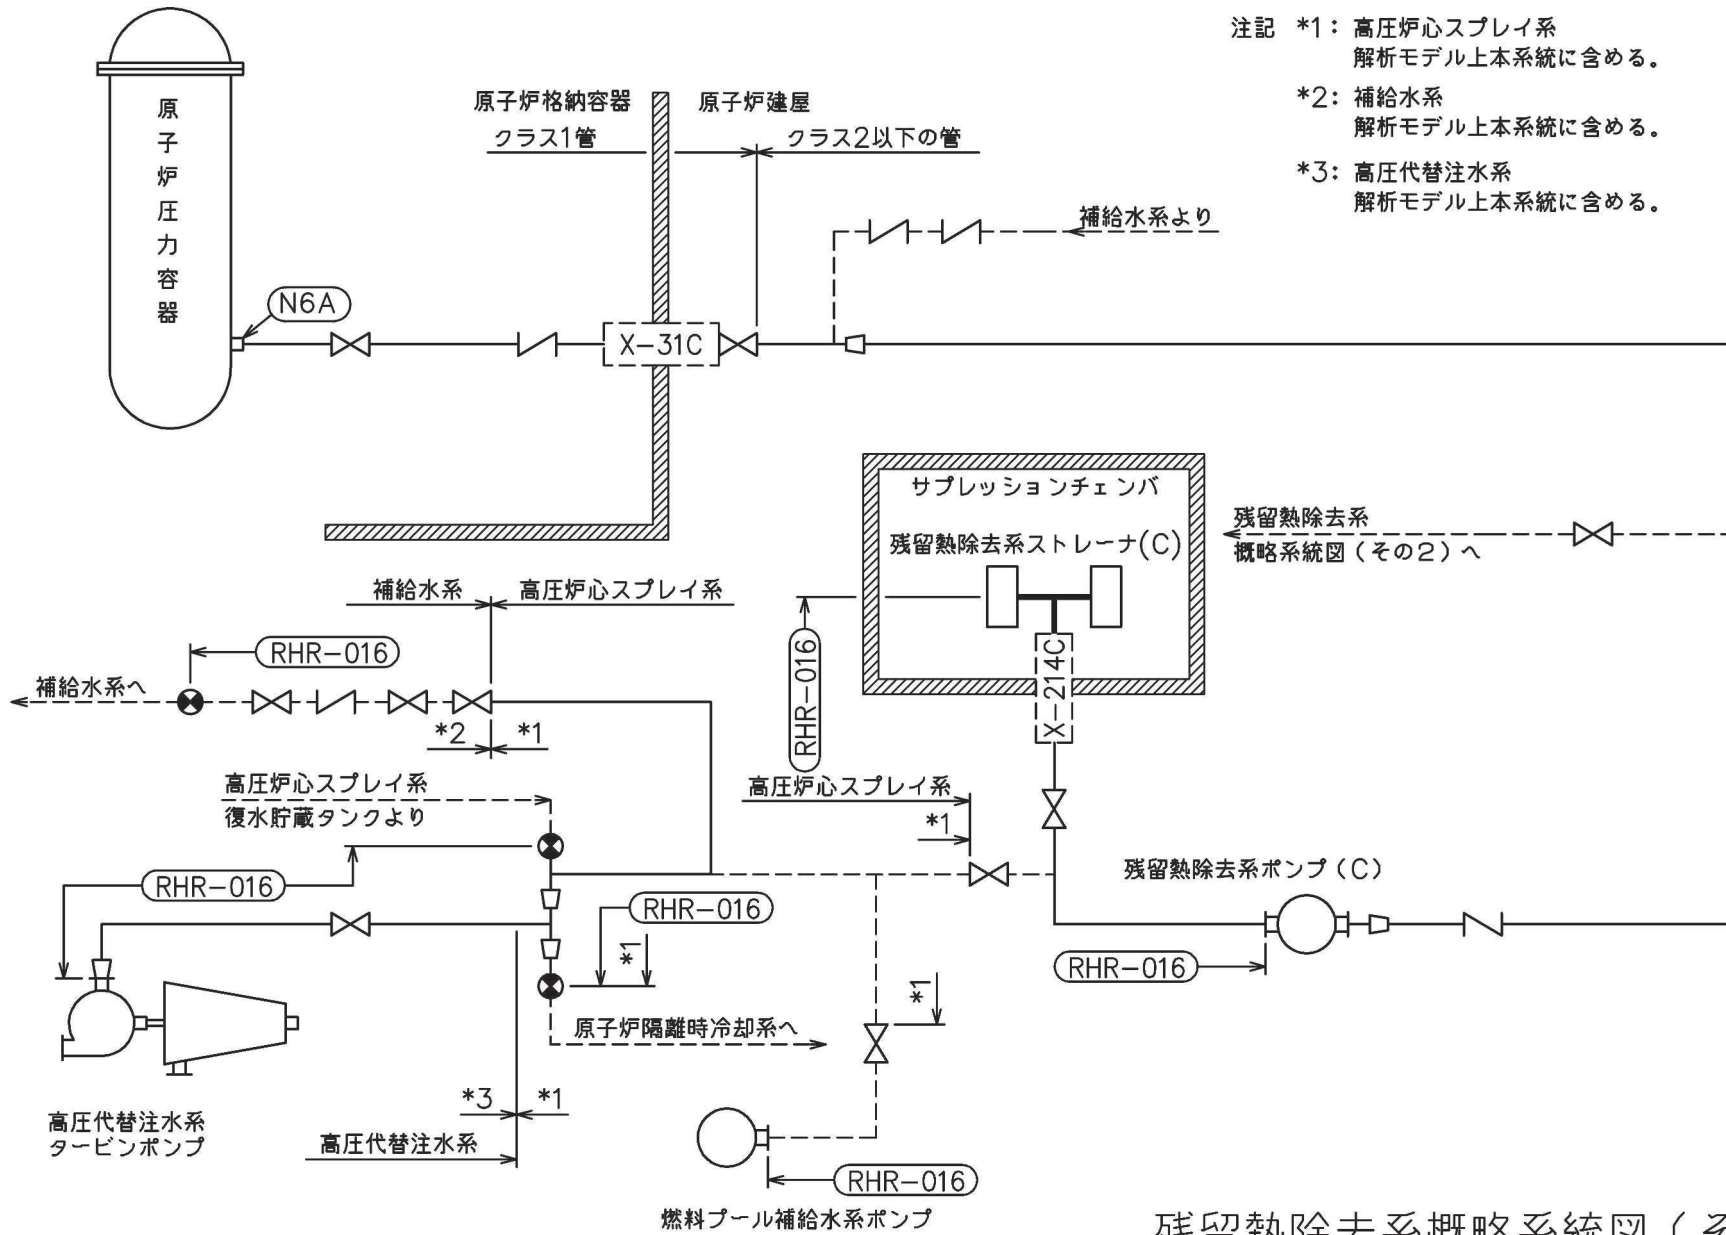 注記 *1: 高圧炉心スプレイ系
解析モデル上本系統に含める。
*2: 補給水系
解析モデル上本系統に含める。
*3: 高圧代替注水系
解析モデル上本系統に含める。
原子炉圧力容器
原子炉格納容器
原子炉建屋
クラス1管
クラス2以下の管
補給水系より
N6A
X-31C
サプレッションチェンバ
残留熱除去系ストレーナ(C)
残留熱除去系
概略系統図(その2)へ
RHR-016
X-214C
補給水系
高圧炉心スプレイ系
RHR-016
補給水系へ
*2
*1
高圧炉心スプレイ系
復水貯蔵タンクより
高圧炉心スプレイ系
*1
RHR-016
RHR-016
*1
残留熱除去系ポンプ(C)
RHR-016
*1
原子炉隔離時冷却系へ
*3
*1
高圧代替注水系
高圧代替注水系
タービンポンプ
RHR-016
燃料プール補給水系ポンプ
残留熱除去系概略系統図(そ